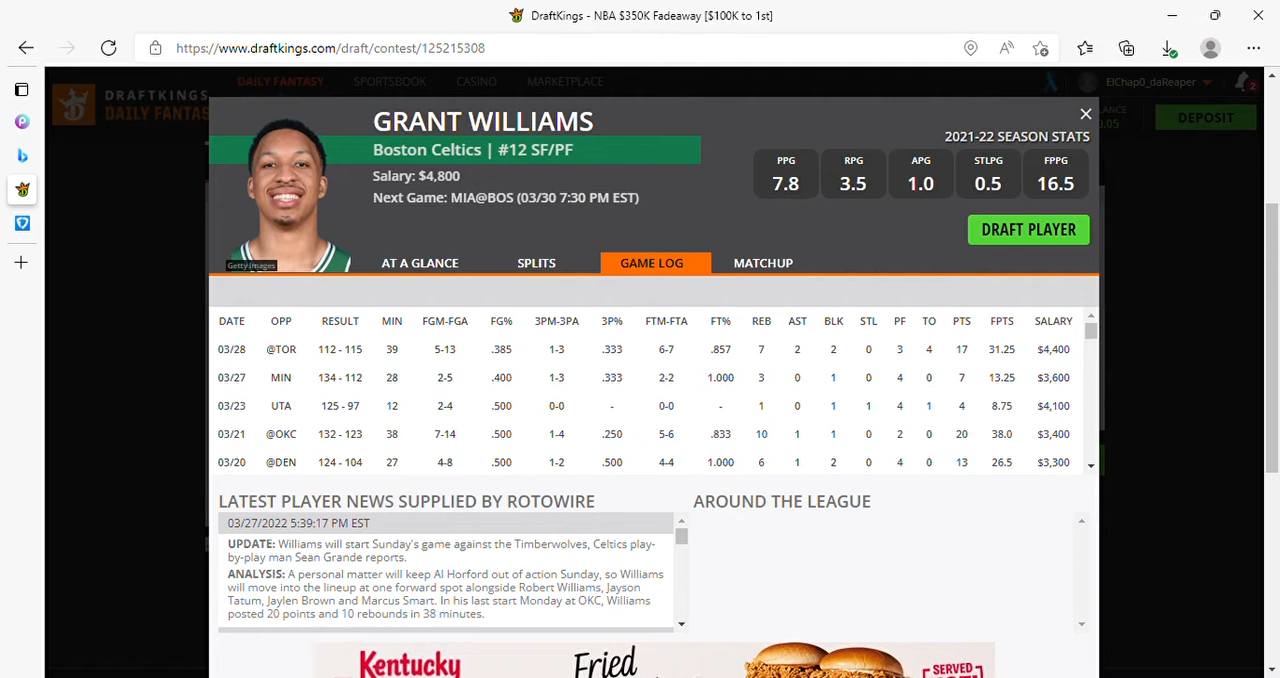 DraftKings - NBA $350K Fadeaway [$100K to 1st]
https://www.draftkings.com/draft/contest/125215308
DAILY FANTASY SPORTSBOOK CASINO MARKETPLACE
ElChap0_daReaper
2
DRAFTKINGS
DAILY FANTAS
ANCE
0.05
DEPOSIT
GRANT WILLIAMS
Boston Celtics | #12 SF/PF
Salary: $4,800
Next Game: MIA@BOS (03/30 7:30 PM EST)
2021-22 SEASON STATS
PPG RPG APG STLPG FPPG
7.8 3.5 1.0 0.5 16.5
DRAFT PLAYER
Getty Images
AT A GLANCE SPLITS GAME LOG MATCHUP
DATE OPP RESULT MIN FGM-FGA FG% 3PM-3PA 3P% FTM-FTA FT% REB AST BLK STL PF TO PTS FPTS SALARY
03/28 @TOR 112 - 115 39 5-13 .385 1-3 .333 6-7 .857 7 2 2 0 3 4 17 31.25 $4,400
03/27 MIN 134 - 112 28 2-5 .400 1-3 .333 2-2 1.000 3 0 1 0 4 0 7 13.25 $3,600
03/23 UTA 125 - 97 12 2-4 .500 0-0 - 0-0 - 1 0 1 1 4 1 4 8.75 $4,100
03/21 @OKC 132 - 123 38 7-14 .500 1-4 .250 5-6 .833 10 1 1 0 2 0 20 38.0 $3,400
03/20 @DEN 124 - 104 27 4-8 .500 1-2 .500 4-4 1.000 6 1 2 0 4 0 13 26.5 $3,300
LATEST PLAYER NEWS SUPPLIED BY ROTOWIRE
03/27/2022 5:39:17 PM EST
UPDATE: Williams will start Sunday's game against the Timberwolves, Celtics play-
by-play man Sean Grande reports.
ANALYSIS: A personal matter will keep Al Horford out of action Sunday, so Williams
will move into the lineup at one forward spot alongside Robert Williams, Jayson
Tatum, Jaylen Brown and Marcus Smart. In his last start Monday at OKC, Williams
posted 20 points and 10 rebounds in 38 minutes.
AROUND THE LEAGUE
Kentucky
Fried
SERVED